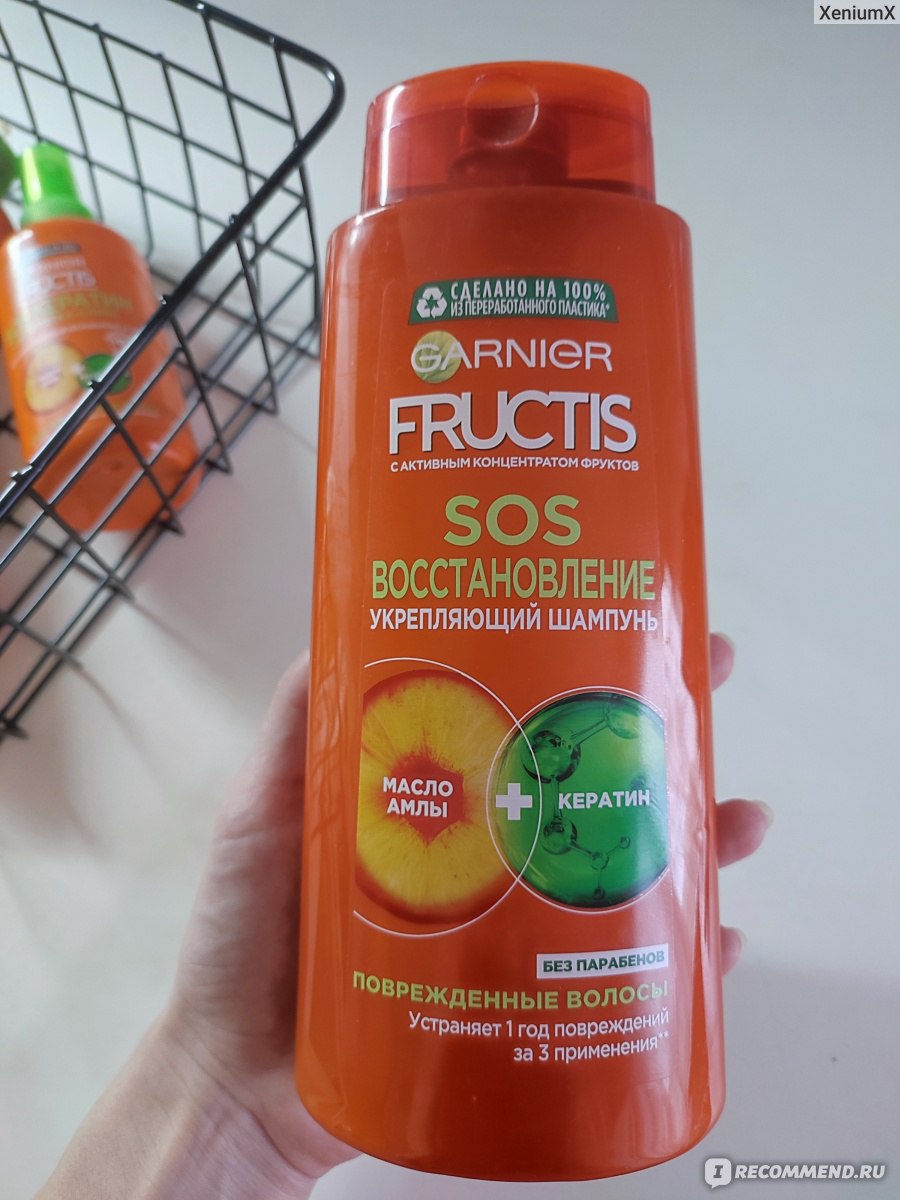 XeniumX
СДЕЛАНО НА 100%
ИЗ ПЕРЕРАБОТАННОГО ПЛАСТИКА*
GARNIER
FRUCTIS
С АКТИВНЫМ КОНЦЕНТРАТОМ ФРУКТОВ
SOS
ВОССТАНОВЛЕНИЕ
УКРЕПЛЯЮЩИЙ ШАМПУНЬ
МАСЛО
АМЛЫ
+ КЕРАТИН
БЕЗ ПАРАБЕНОВ
ПОВРЕЖДЕННЫЕ ВОЛОСЫ
Устраняет 1 год повреждений
за 3 применения**
IRECOMMEND.RU